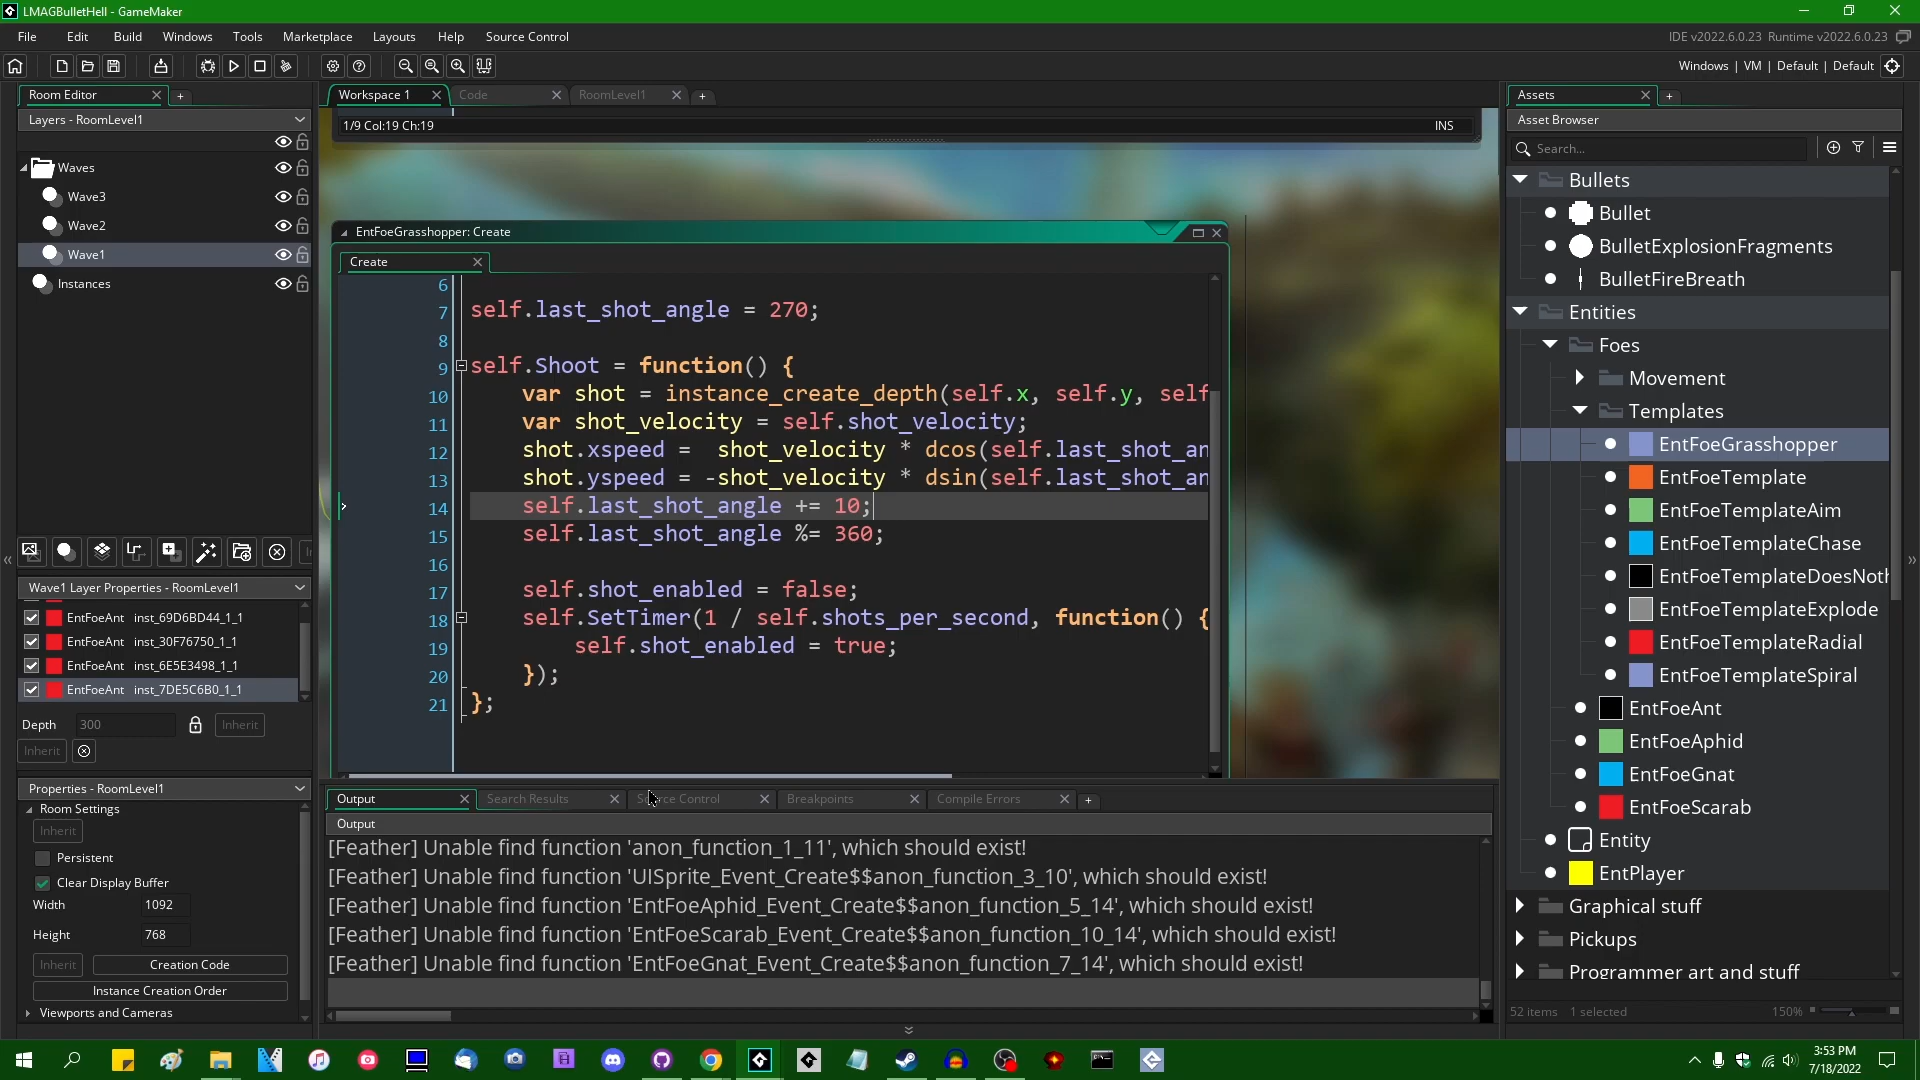 LMAGBulletHell - GameMaker
File Edit Build Windows Tools Marketplace Layouts Help Source Control
IDE v2022.6.0.23 Runtime v2022.6.0.23
Windows | VM | Default | Default
Room Editor
Layers - RoomLevel1
Waves
Wave3
Wave2
Wave1
Instances
Wave1 Layer Properties - RoomLevel1
EntFoeAnt inst_69D6BD44_1_1
EntFoeAnt inst_30F76750_1_1
EntFoeAnt inst_6E5E3498_1_1
EntFoeAnt inst_7DE5C6B0_1_1
Depth 300 Inherit
Inherit
Properties - RoomLevel1
Room Settings
Inherit
Persistent
Clear Display Buffer
Width 1092
Height 768
Inherit Creation Code
Instance Creation Order
Viewports and Cameras
Workspace 1 Code RoomLevel1
1/9 Col:19 Ch:19 INS
EntFoeGrasshopper: Create
Create
6
7 self.last_shot_angle = 270;
8
9 self.Shoot = function() {
10 var shot = instance_create_depth(self.x, self.y, self
11 var shot_velocity = self.shot_velocity;
12 shot.xspeed = shot_velocity * dcos(self.last_shot_an
13 shot.yspeed = -shot_velocity * dsin(self.last_shot_an
14 self.last_shot_angle += 10;
15 self.last_shot_angle %= 360;
16
17 self.shot_enabled = false;
18 self.SetTimer(1 / self.shots_per_second, function() {
19 self.shot_enabled = true;
20 });
21 };
Output Search Results Source Control Breakpoints Compile Errors
Output
[Feather] Unable find function 'anon_function_1_11', which should exist!
[Feather] Unable find function 'UISprite_Event_Create$$anon_function_3_10', which should exist!
[Feather] Unable find function 'EntFoeAphid_Event_Create$$anon_function_5_14', which should exist!
[Feather] Unable find function 'EntFoeScarab_Event_Create$$anon_function_10_14', which should exist!
[Feather] Unable find function 'EntFoeGnat_Event_Create$$anon_function_7_14', which should exist!
Assets
Asset Browser
Search...
Bullets
Bullet
BulletExplosionFragments
BulletFireBreath
Entities
Foes
Movement
Templates
EntFoeGrasshopper
EntFoeTemplate
EntFoeTemplateAim
EntFoeTemplateChase
EntFoeTemplateDoesNoth
EntFoeTemplateExplode
EntFoeTemplateRadial
EntFoeTemplateSpiral
EntFoeAnt
EntFoeAphid
EntFoeGnat
EntFoeScarab
Entity
EntPlayer
Graphical stuff
Pickups
Programmer art and stuff
52 items 1 selected 150%
3:53 PM
7/18/2022